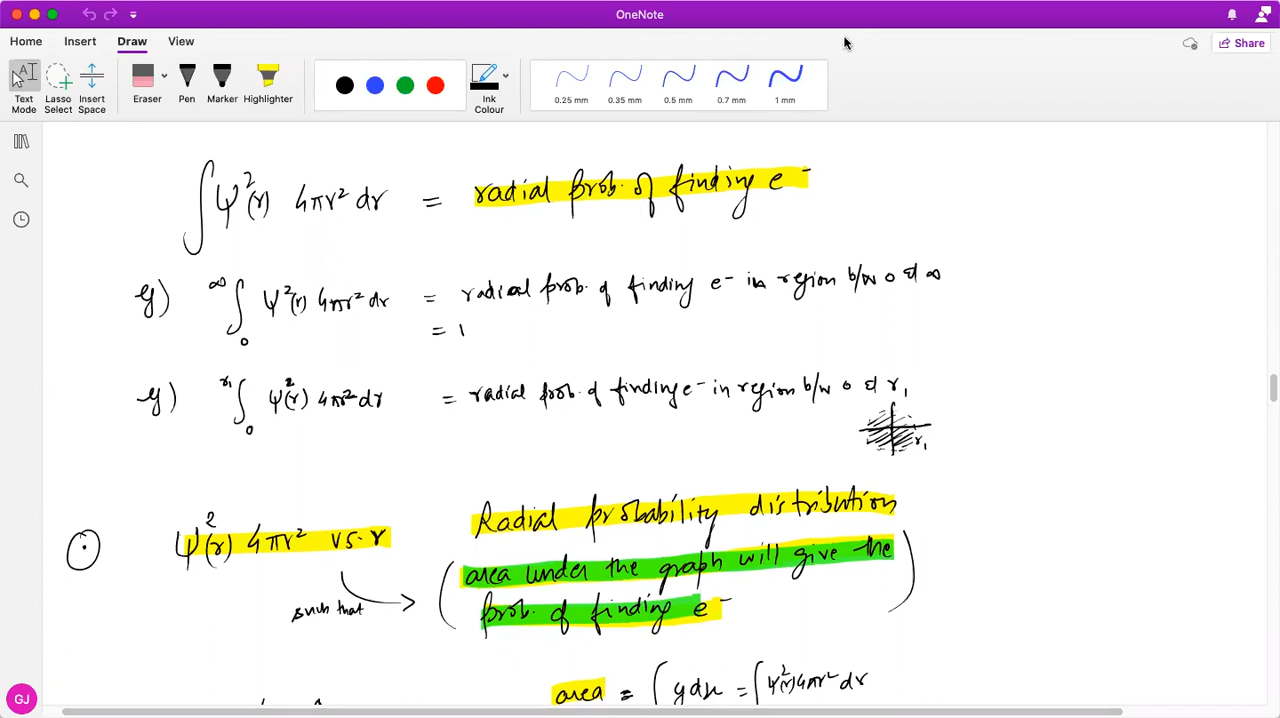 OneNote
Home Insert Draw View
Share
Text Mode
Lasso Select
Insert Space
Eraser
Pen
Marker
Highlighter
Ink Colour
0.25 mm 0.35 mm 0.5 mm 0.7 mm 1 mm
∫ψ²(r) 4πr² dr = radial prob. of finding e⁻
eg) ∫₀^∞ ψ²(r) 4πr² dr = radial prob. of finding e⁻ in region b/w 0 & ∞
= 1
eg) ∫₀^r₁ ψ²(r) 4πr² dr = radial prob. of finding e⁻ in region b/w 0 & r₁
r₁
ψ²(r) 4πr² vs. r Radial probability distribution
such that (area under the graph will give the
prob. of finding e⁻)
area = ∫ydx = ∫ψ²(r) 4πr² dr
GJ